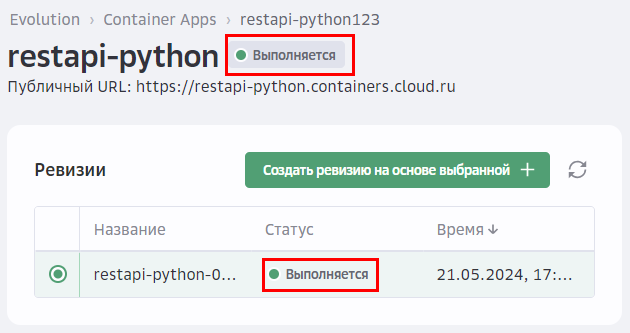 Evolution › Container Apps › restapi-python123
restapi-python Выполняется
Публичный URL: https://restapi-python.containers.cloud.ru
Ревизии Создать ревизию на основе выбранной +
Название Статус Время ↓
restapi-python-0... Выполняется 21.05.2024, 17:...